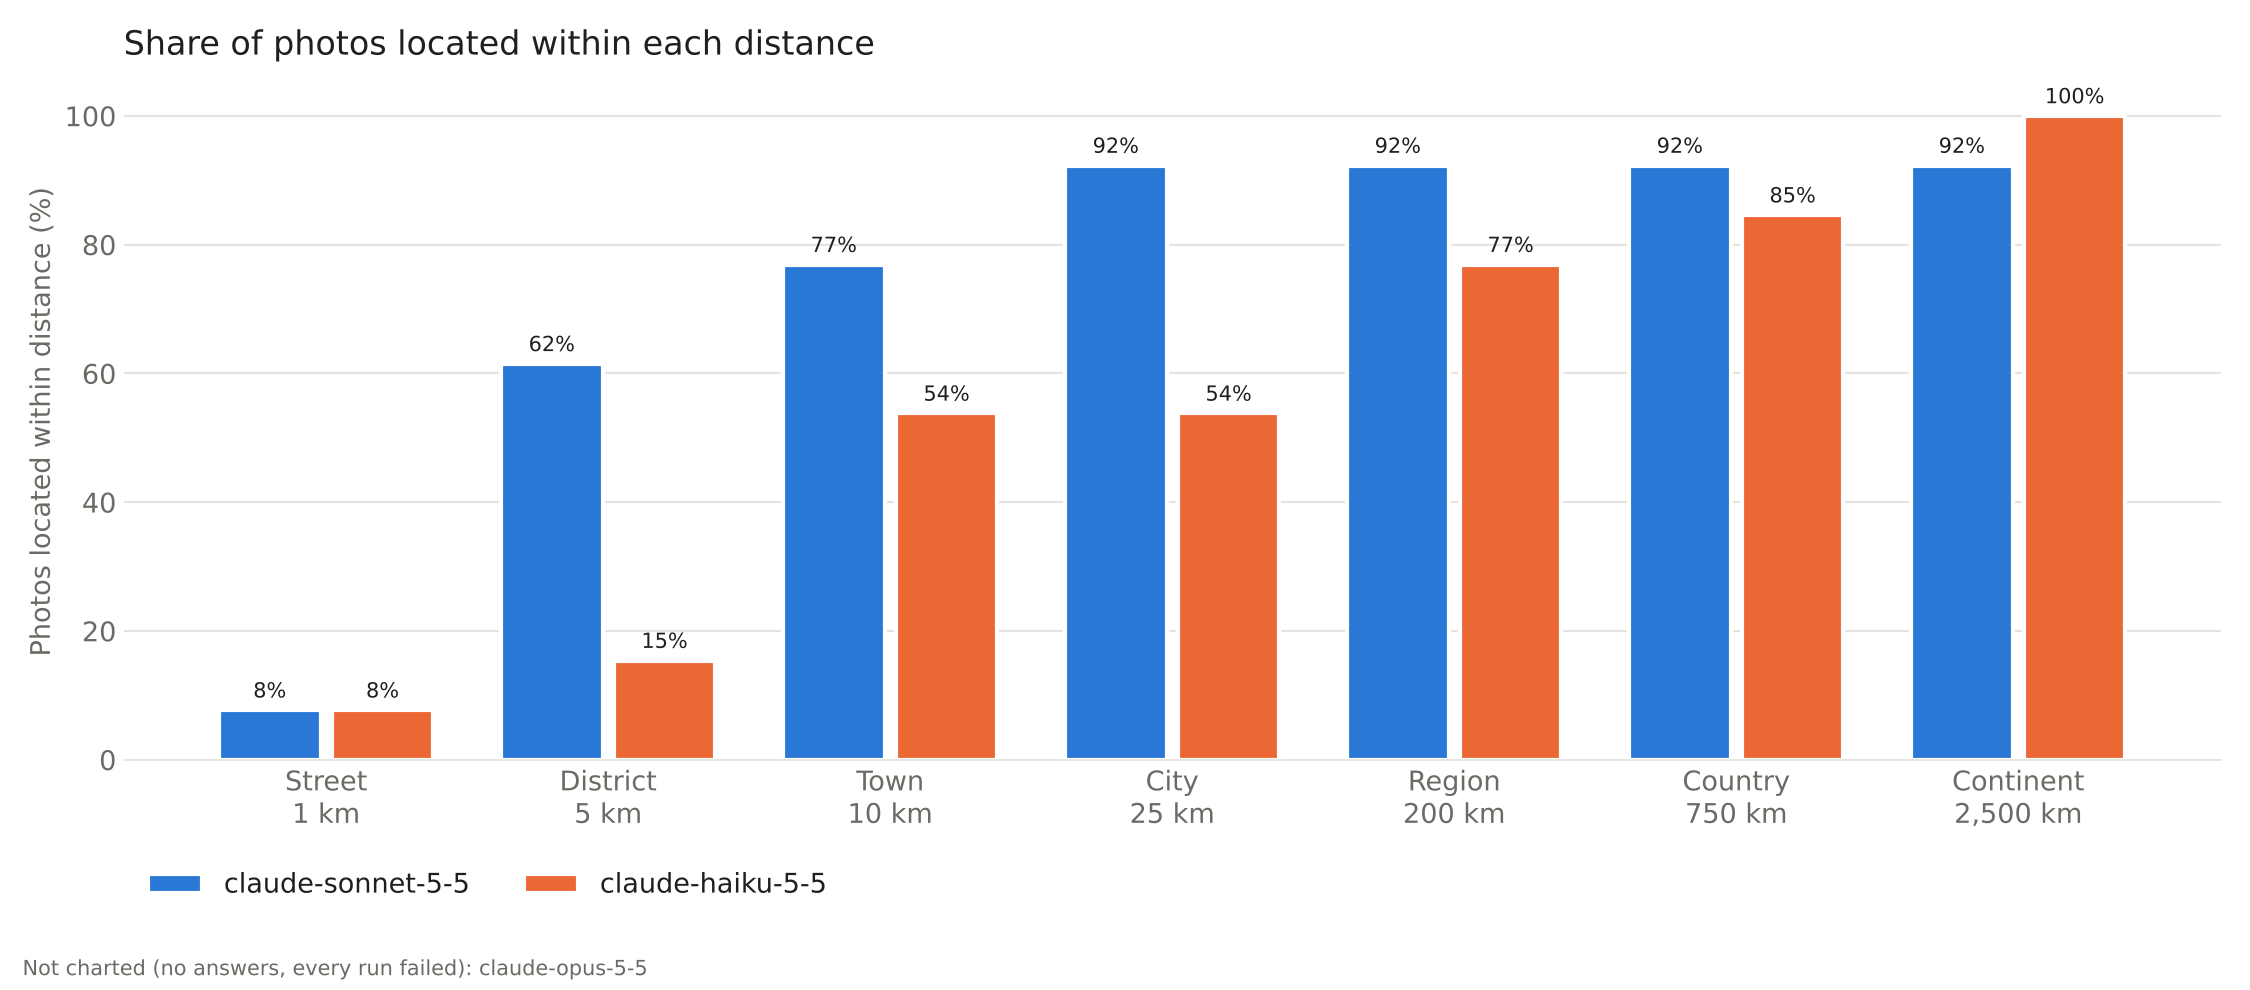 Share of photos located within each distance
Photos located within distance (%)
100
80
60
40
20
0
8% 8%
62% 15%
77% 54%
92% 54%
92% 77%
92% 85%
92% 100%
Street District Town City Region Country Continent
1 km 5 km 10 km 25 km 200 km 750 km 2,500 km
claude-sonnet-5-5 claude-haiku-5-5
Not charted (no answers, every run failed): claude-opus-5-5